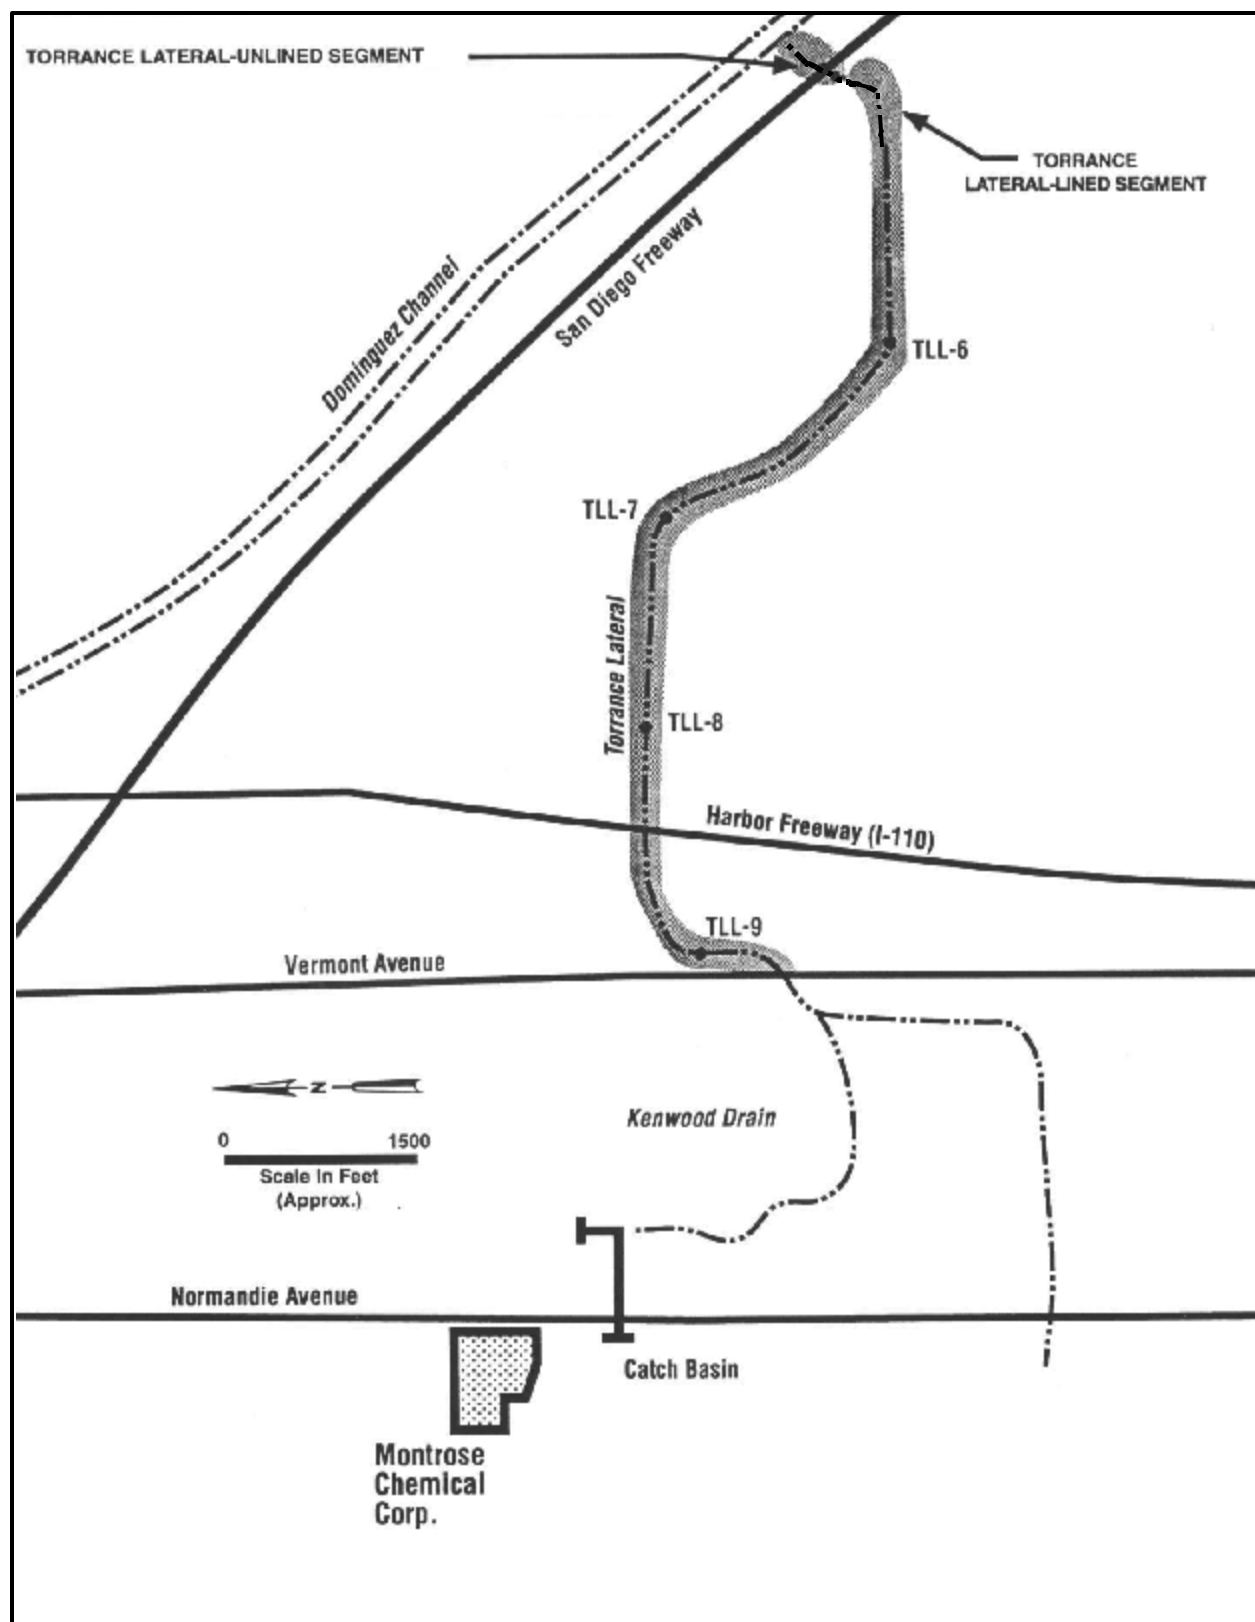 TORRANCE LATERAL-UNLINED SEGMENT
TORRANCE
LATERAL-LINED SEGMENT
San Diego Freeway
Dominguez Channel
TLL-6
TLL-7
Torrance Lateral
TLL-8
Harbor Freeway (I-110)
TLL-9
Vermont Avenue
N
Kenwood Drain
0 1500
Scale In Feet
(Approx.)
Normandie Avenue
Catch Basin
Montrose
Chemical
Corp.